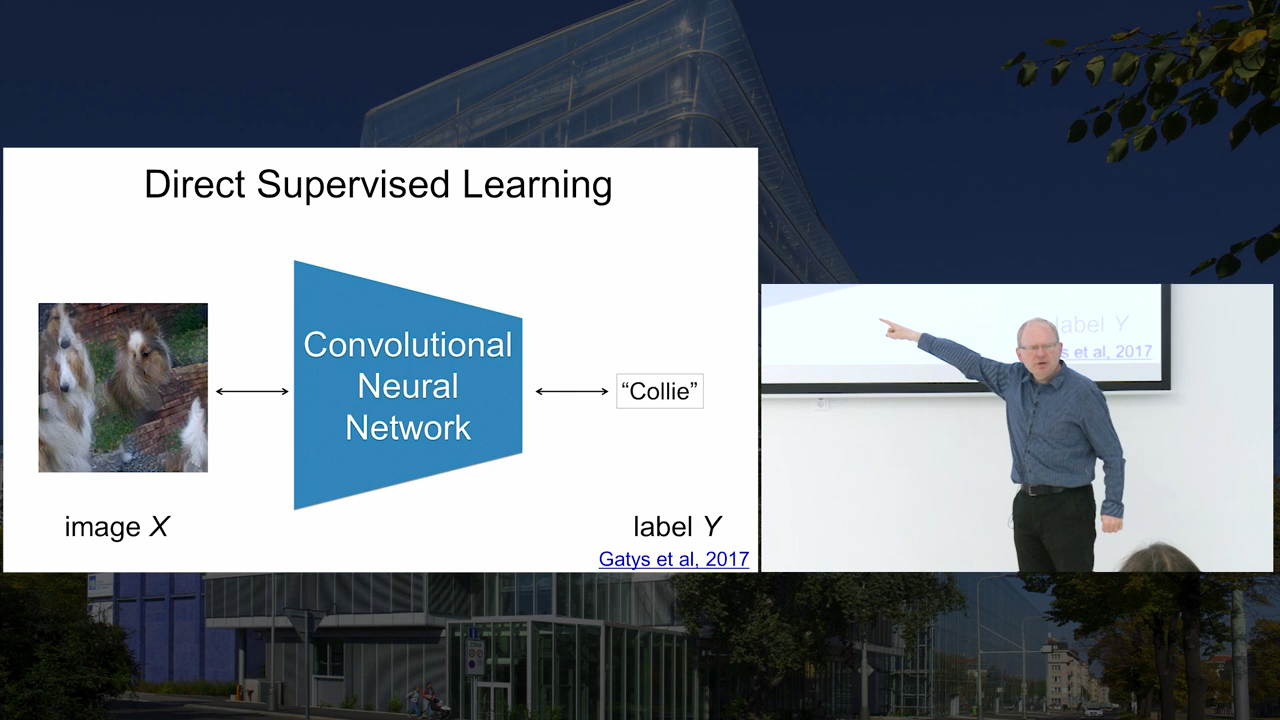 Direct Supervised Learning
Convolutional
Neural
Network
“Collie”
image X
label Y
Gatys et al, 2017
label Y
s et al, 2017